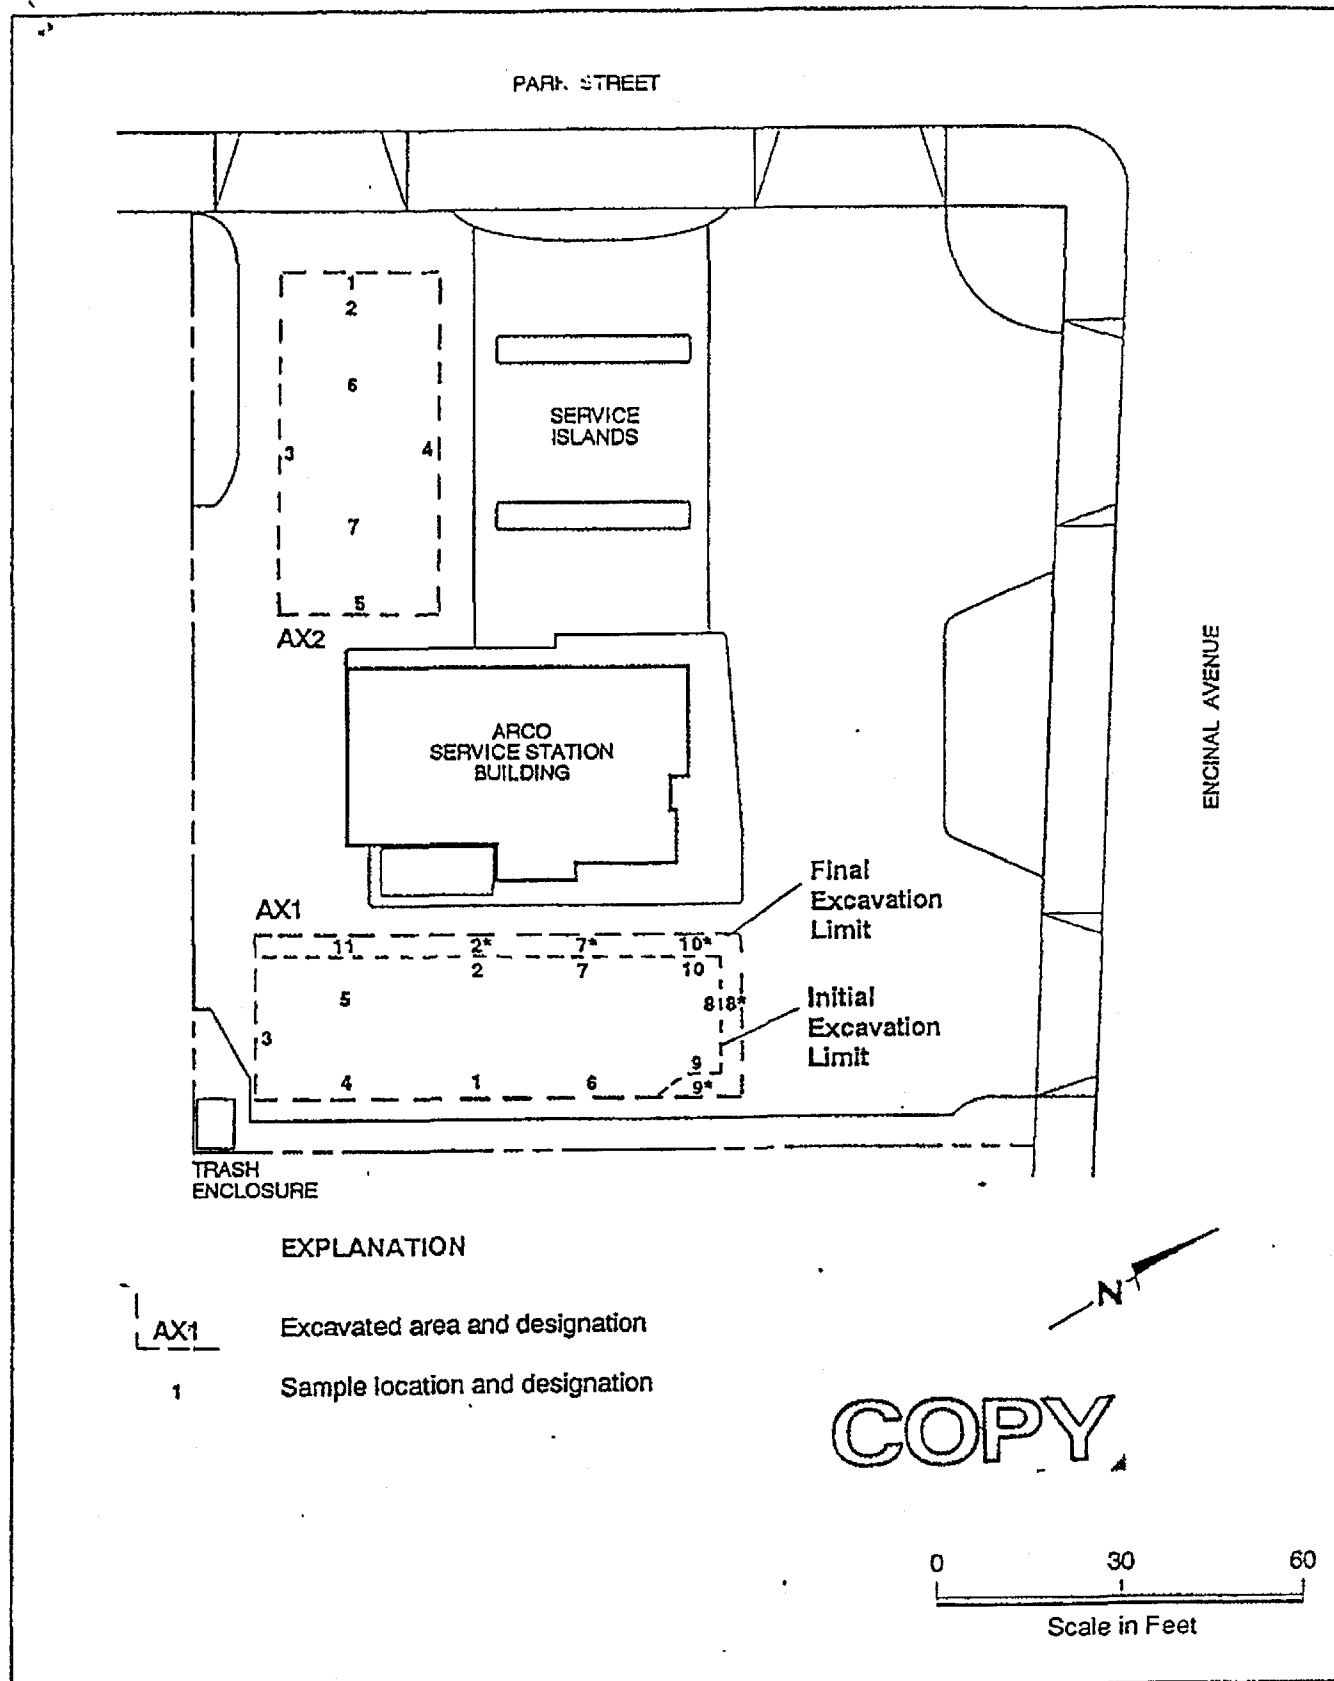 PARK STREET
1
2
6
3
4
7
5
AX2
SERVICE
ISLANDS
ENCINAL AVENUE
ARCO
SERVICE STATION
BUILDING
AX1
Final
Excavation
Limit
11 2* 7* 10*
2 7 10
5
8 8*
3
Initial
Excavation
Limit
9
4 1 6 9*
TRASH
ENCLOSURE
EXPLANATION
AX1 Excavated area and designation
1 Sample location and designation
N
COPY
0 30 60
Scale in Feet